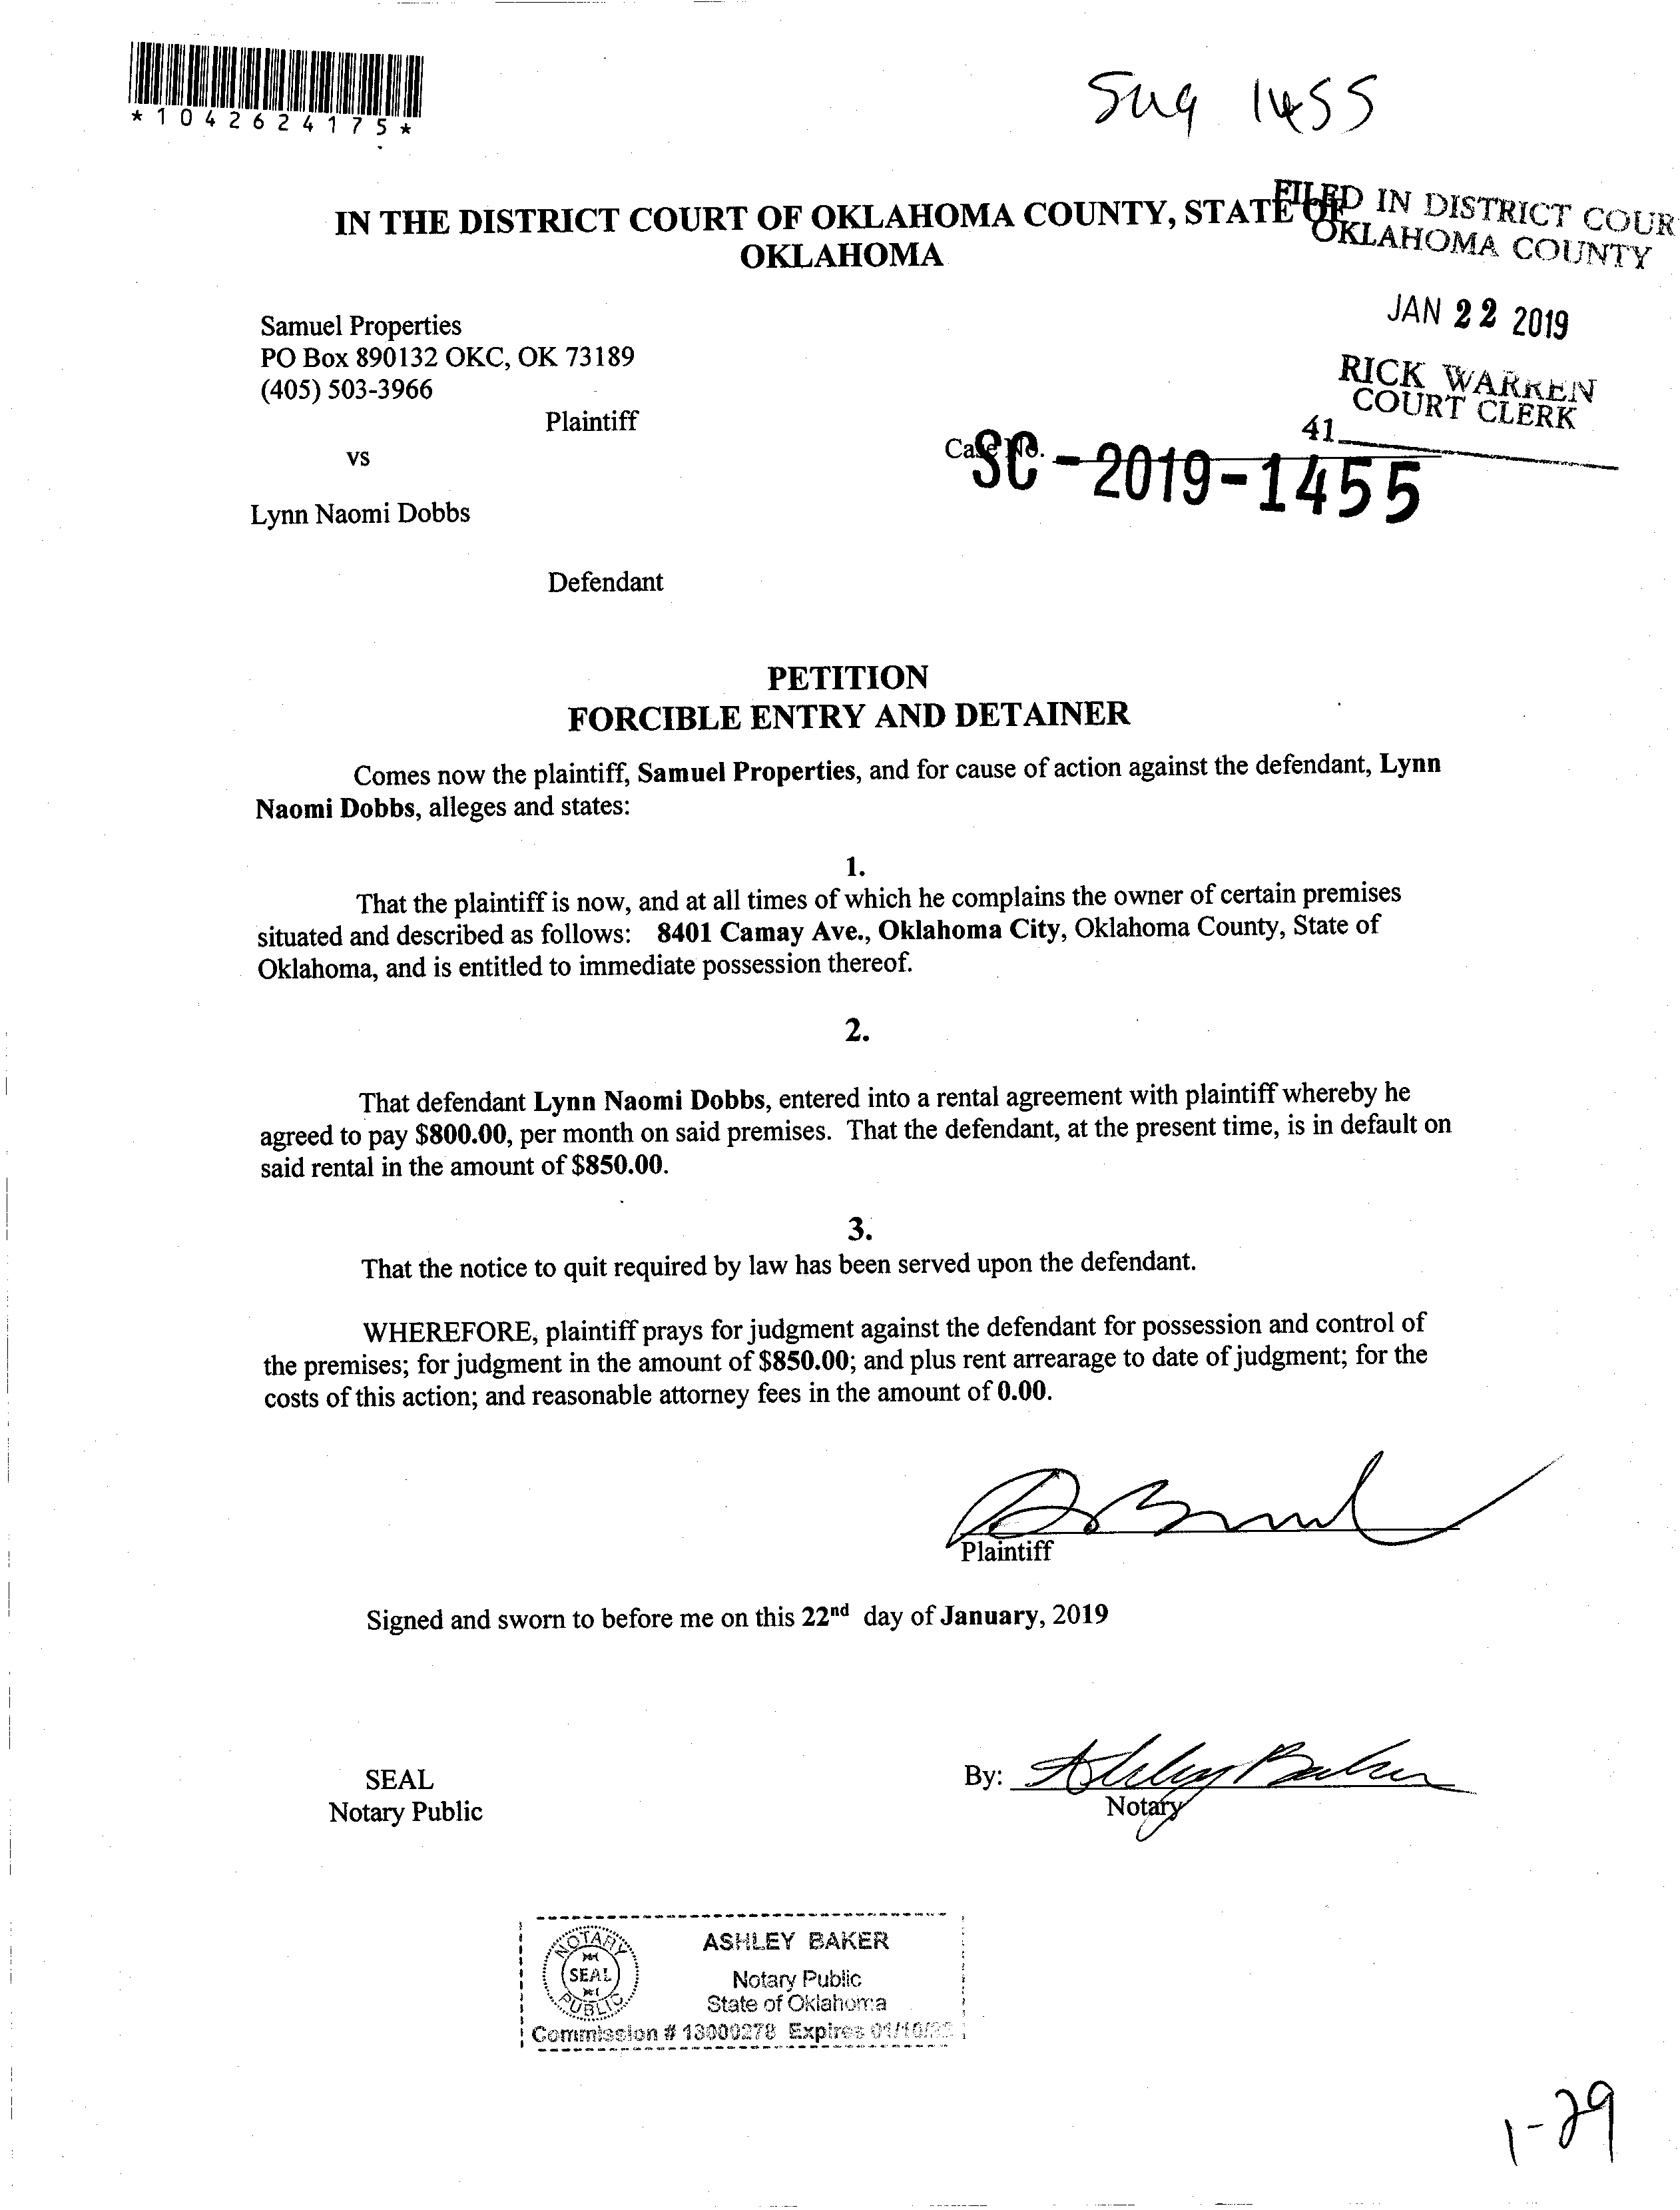 *1042624175*
IN THE DISTRICT COURT OF OKLAHOMA COUNTY, STATE OF
OKLAHOMA
FILED IN DISTRICT COUR
OKLAHOMA COUNTY
JAN 22 2019
RICK WARREN
COURT CLERK
41
Samuel Properties
PO Box 890132 OKC, OK 73189
(405) 503-3966
Plaintiff
vs
Case No.
SC-2019-1455
Lynn Naomi Dobbs
Defendant
PETITION
FORCIBLE ENTRY AND DETAINER
Comes now the plaintiff, Samuel Properties, and for cause of action against the defendant, Lynn
Naomi Dobbs, alleges and states:
1.
That the plaintiff is now, and at all times of which he complains the owner of certain premises
situated and described as follows: 8401 Camay Ave., Oklahoma City, Oklahoma County, State of
Oklahoma, and is entitled to immediate possession thereof.
2.
That defendant Lynn Naomi Dobbs, entered into a rental agreement with plaintiff whereby he
agreed to pay $800.00, per month on said premises. That the defendant, at the present time, is in default on
said rental in the amount of $850.00.
3.
That the notice to quit required by law has been served upon the defendant.
WHEREFORE, plaintiff prays for judgment against the defendant for possession and control of
the premises; for judgment in the amount of $850.00; and plus rent arrearage to date of judgment; for the
costs of this action; and reasonable attorney fees in the amount of 0.00.
Plaintiff
Signed and sworn to before me on this 22nd day of January, 2019
SEAL
Notary Public
By: Ashley Baker
Notary
NOTARY
SEAL
PUBLIC
ASHLEY BAKER
Notary Public
State of Oklahoma
Commission # 13000278 Expires 01/10/
1-29